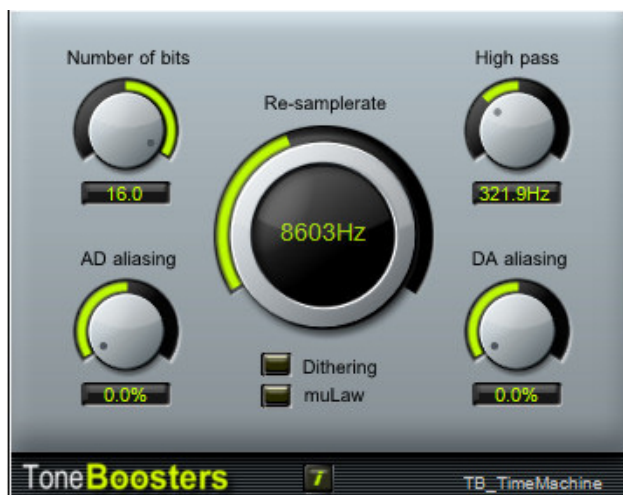 Number of bits
High pass
Re-samplerate
16.0
321.9Hz
8603Hz
AD aliasing
DA aliasing
Dithering
0.0%
muLaw
0.0%
ToneBoosters
i
TB_TimeMachine